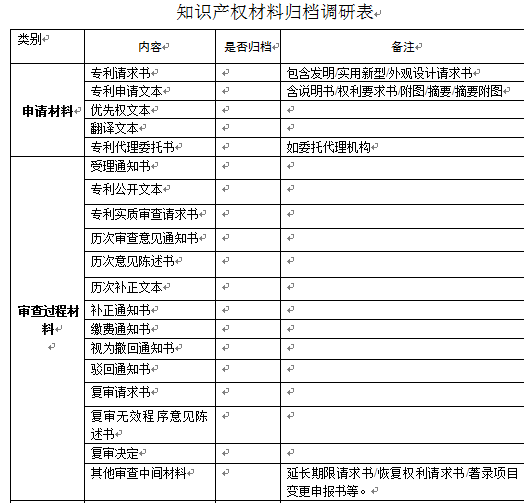 知识产权材料归档调研表
类别 内容 是否归档 备注
申请材料
专利请求书 包含发明/实用新型/外观设计请求书
专利申请文本 含说明书/权利要求书/附图/摘要/摘要附图
优先权文本
翻译文本
专利代理委托书 如委托代理机构
审查过程材
料
受理通知书
专利公开文本
专利实质审查请求书
历次审查意见通知书
历次意见陈述书
历次补正文本
补正通知书
缴费通知书
视为撤回通知书
驳回通知书
复审请求书
复审无效程序意见陈
述书
复审决定
其他审查中间材料 延长期限请求书/恢复权利请求书/著录项目
变更申报书等。